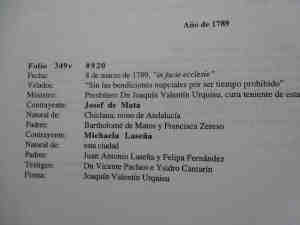 Año de 1789
Folio 349v #920
Fecha: 8 de marzo de 1789, "in facie ecclesie"
Velados: "Sin las bendiciones nupciales por ser tiempo prohibido"
Ministro: Presbítero Dn Joaquín Valentín Urquisu, cura teniente de esta
Contrayente: Josef de Mata
Natural de: Chiclana, reino de Andalucía
Padres: Bartholomé de Matos y Francisca Zereso
Contrayente: Michaela Laseña
Natural de: esta ciudad
Padres: Juan Antonio Laseña y Felipa Fernández
Testigos: Dn Vicente Pacheo e Ysidro Cantarin
Firma: Joaquín Valentín Urquisu